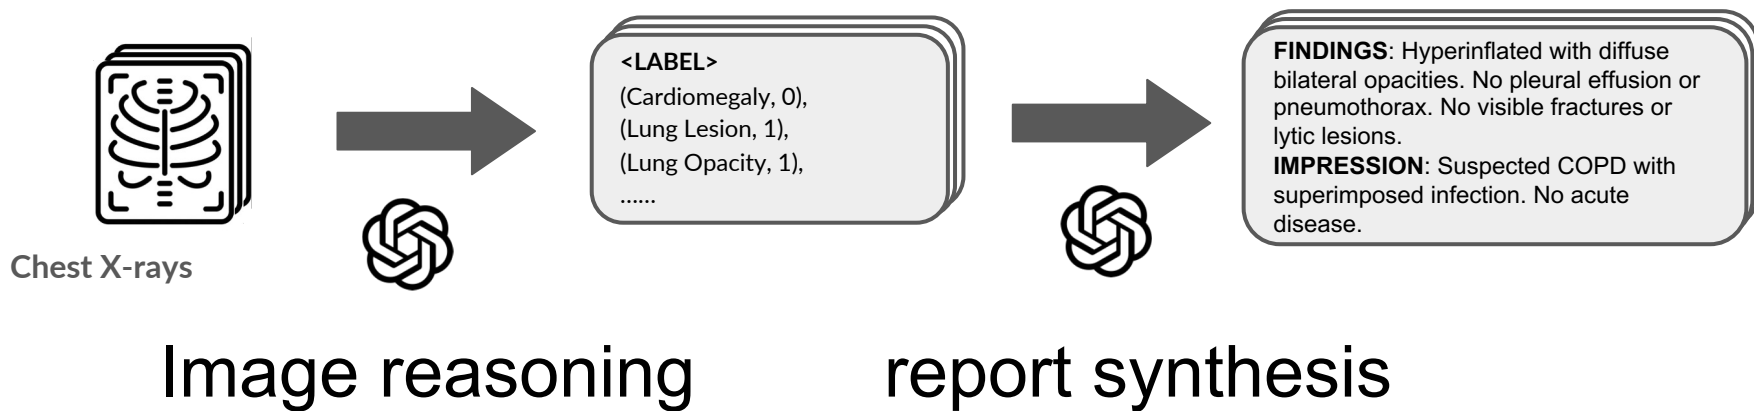 Chest X-rays
<LABEL>
(Cardiomegaly, 0),
(Lung Lesion, 1),
(Lung Opacity, 1),
......
FINDINGS: Hyperinflated with diffuse
bilateral opacities. No pleural effusion or
pneumothorax. No visible fractures or
lytic lesions.
IMPRESSION: Suspected COPD with
superimposed infection. No acute
disease.
Image reasoning
report synthesis